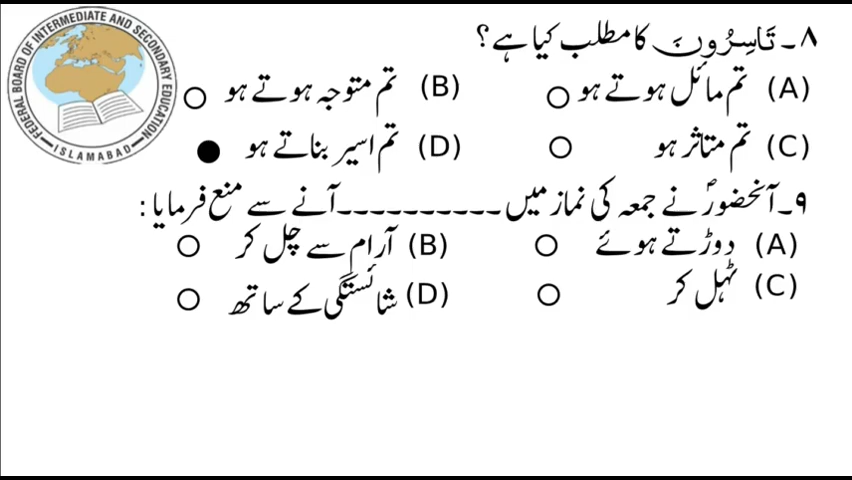 FEDERAL BOARD OF INTERMEDIATE AND SECONDARY EDUCATION
ISLAMABAD
۸۔ تَاسِرُونَ کا مطلب کیا ہے؟
(A) تم مائل ہوتے ہو (B) تم متوجہ ہوتے ہو
(C) تم متاثر ہو (D) تم اسیر بناتے ہو
۹۔ آنحضورؐ نے جمعہ کی نماز میں ---------- آنے سے منع فرمایا:
(A) دوڑتے ہوئے (B) آرام سے چل کر
(C) ٹہل کر (D) شائستگی کے ساتھ